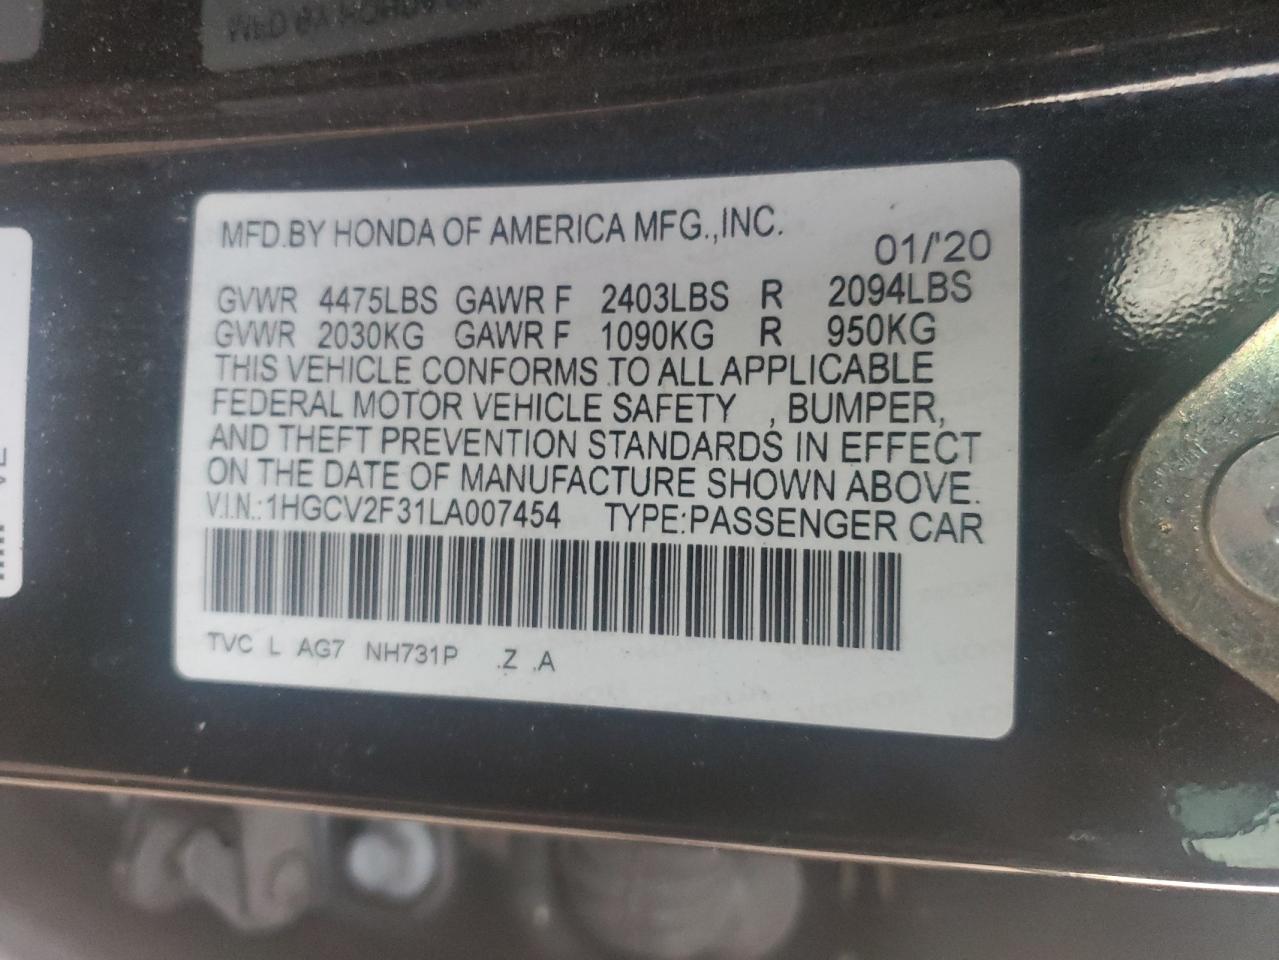 MFD.BY HONDA OF AMERICA MFG.,INC.
01/'20
GVWR 4475LBS GAWR F 2403LBS R 2094LBS
GVWR 2030KG GAWR F 1090KG R 950KG
THIS VEHICLE CONFORMS TO ALL APPLICABLE
FEDERAL MOTOR VEHICLE SAFETY , BUMPER,
AND THEFT PREVENTION STANDARDS IN EFFECT
ON THE DATE OF MANUFACTURE SHOWN ABOVE.
V.I.N.:1HGCV2F31LA007454 TYPE:PASSENGER CAR
TVC L AG7 NH731P .Z .A